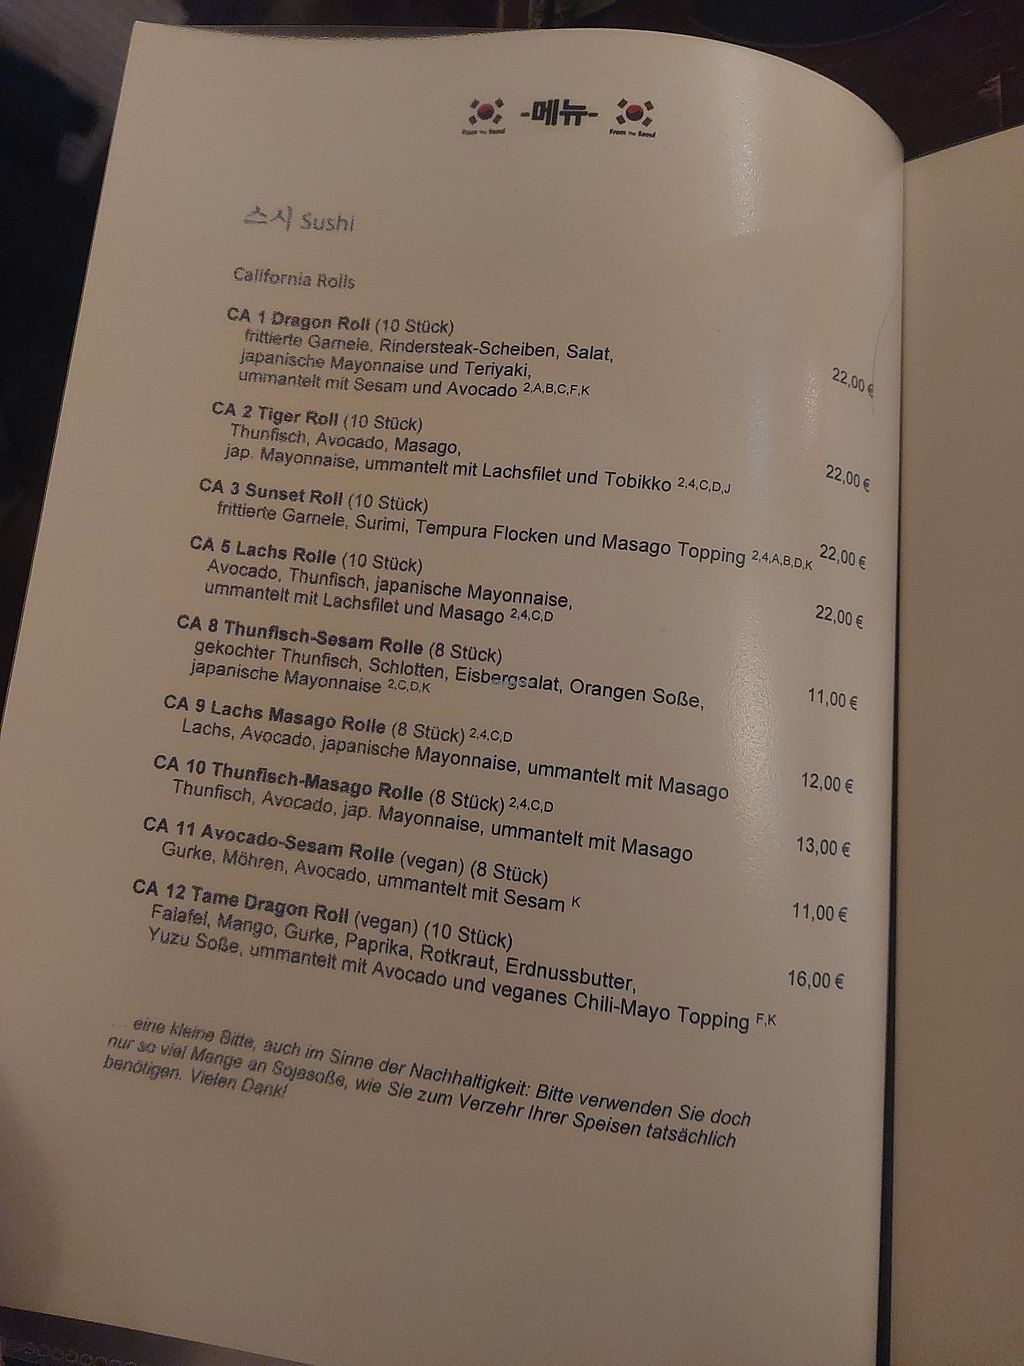 -메뉴-
From The Seoul From The Seoul
스시 Sushi
California Rolls
CA 1 Dragon Roll (10 Stück)
frittierte Garnele, Rindersteak-Scheiben, Salat,
japanische Mayonnaise und Teriyaki,
ummantelt mit Sesam und Avocado 2,A,B,C,F,K 22,00 €
CA 2 Tiger Roll (10 Stück)
Thunfisch, Avocado, Masago,
jap. Mayonnaise, ummantelt mit Lachsfilet und Tobikko 2,4,C,D,J 22,00 €
CA 3 Sunset Roll (10 Stück)
frittierte Garnele, Surimi, Tempura Flocken und Masago Topping 2,4,A,B,D,K 22,00 €
CA 5 Lachs Rolle (10 Stück)
Avocado, Thunfisch, japanische Mayonnaise,
ummantelt mit Lachsfilet und Masago 2,4,C,D 22,00 €
CA 8 Thunfisch-Sesam Rolle (8 Stück)
gekochter Thunfisch, Schlotten, Eisbergsalat, Orangen Soße,
japanische Mayonnaise 2,C,D,K 11,00 €
CA 9 Lachs Masago Rolle (8 Stück) 2,4,C,D
Lachs, Avocado, japanische Mayonnaise, ummantelt mit Masago 12,00 €
CA 10 Thunfisch-Masago Rolle (8 Stück) 2,4,C,D
Thunfisch, Avocado, jap. Mayonnaise, ummantelt mit Masago 13,00 €
CA 11 Avocado-Sesam Rolle (vegan) (8 Stück)
Gurke, Möhren, Avocado, ummantelt mit Sesam K 11,00 €
CA 12 Tame Dragon Roll (vegan) (10 Stück)
Falafel, Mango, Gurke, Paprika, Rotkraut, Erdnussbutter,
Yuzu Soße, ummantelt mit Avocado und veganes Chili-Mayo Topping F,K 16,00 €
... eine kleine Bitte, auch im Sinne der Nachhaltigkeit: Bitte verwenden Sie doch
nur so viel Menge an Sojasoße, wie Sie zum Verzehr Ihrer Speisen tatsächlich
benötigen. Vielen Dank!